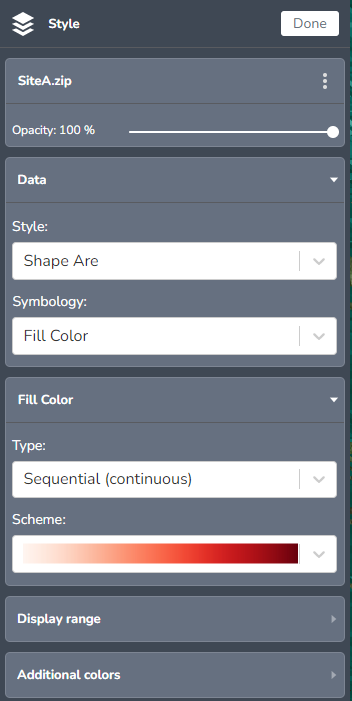 Style
Done
SiteA.zip
Opacity: 100 %
Data
Style:
Shape Are
Symbology:
Fill Color
Fill Color
Type:
Sequential (continuous)
Scheme:
Display range
Additional colors